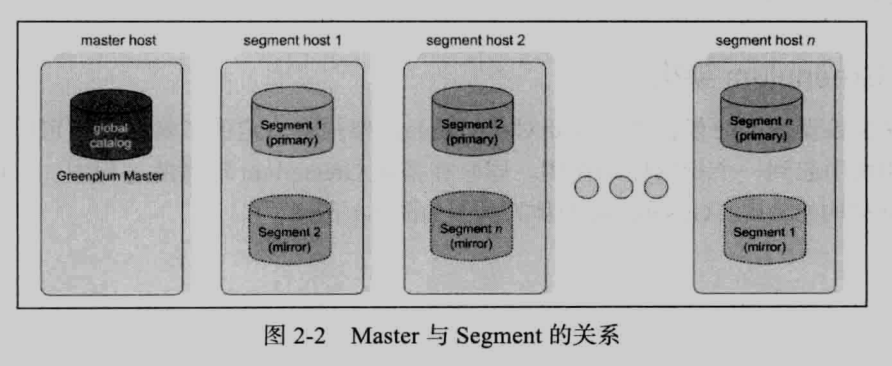 master host
segment host 1
segment host 2
segment host n
global
catalog
Greenplum Master
Segment 1
(primary)
Segment 2
(mirror)
Segment 2
(primary)
Segment n
(mirror)
Segment n
(primary)
Segment 1
(mirror)
图 2-2 Master 与 Segment 的关系